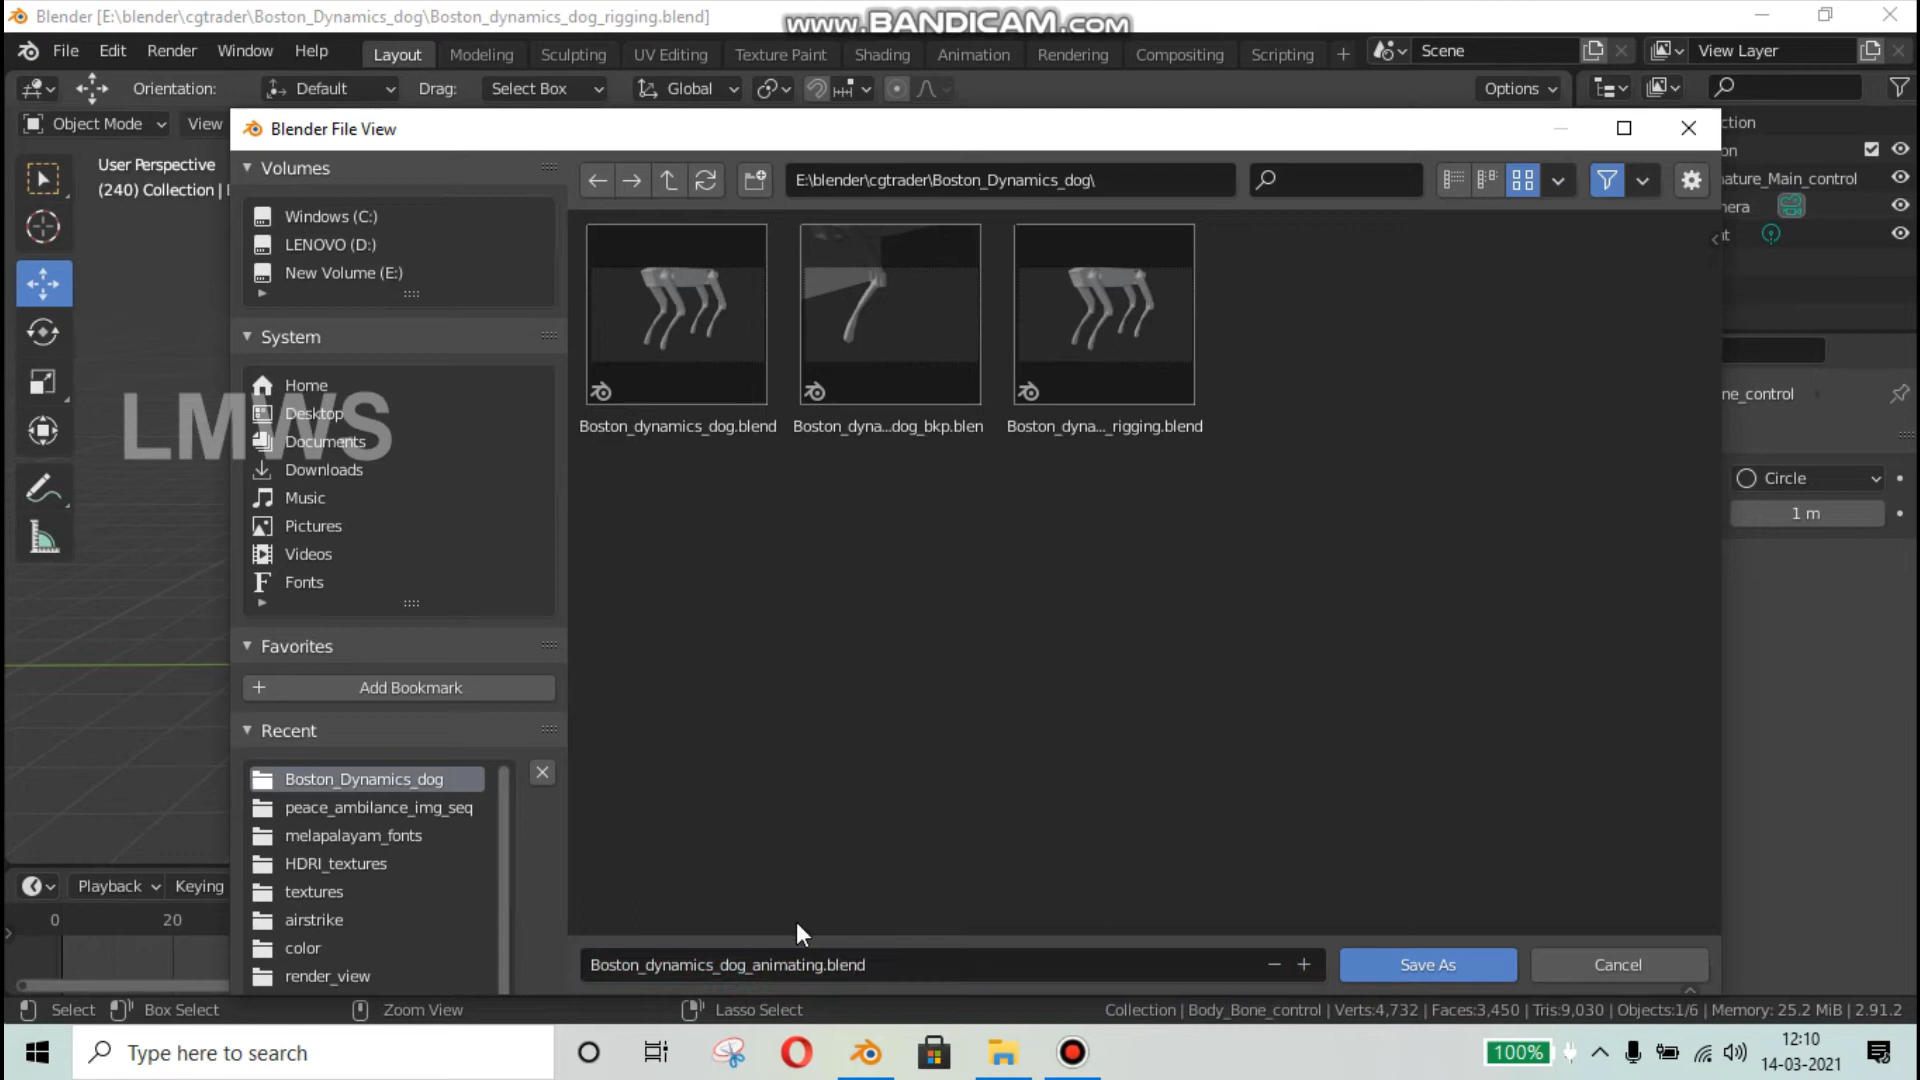 Blender [E:\blender\cgtrader\Boston_Dynamics_dog\Boston_dynamics_dog_rigging.blend]
www.BANDICAM.com
File Edit Render Window Help
Layout Modeling Sculpting UV Editing Texture Paint Shading Animation Rendering Compositing Scripting + Scene View Layer
Orientation: Default Drag: Select Box Global Options
Object Mode View
Blender File View
ction
User Perspective
(240) Collection |
Volumes
E:\blender\cgtrader\Boston_Dynamics_dog\
on
ature_Main_control
era
t
Windows (C:)
LENOVO (D:)
New Volume (E:)
System
Home
Desktop
Documents
Downloads
Music
Pictures
Videos
Fonts
LMWS
Boston_dynamics_dog.blend Boston_dyna...dog_bkp.blen Boston_dyna..._rigging.blend
ne_control
Circle
1 m
Favorites
Add Bookmark
Recent
Boston_Dynamics_dog
peace_ambilance_img_seq
melapalayam_fonts
HDRI_textures
textures
airstrike
color
render_view
Playback Keying
0 20
Boston_dynamics_dog_animating.blend
Save As Cancel
Select Box Select Zoom View Lasso Select Collection | Body_Bone_control | Verts:4,732 | Faces:3,450 | Tris:9,030 | Objects:1/6 | Memory: 25.2 MiB | 2.91.2
Type here to search
100%
12:10
14-03-2021